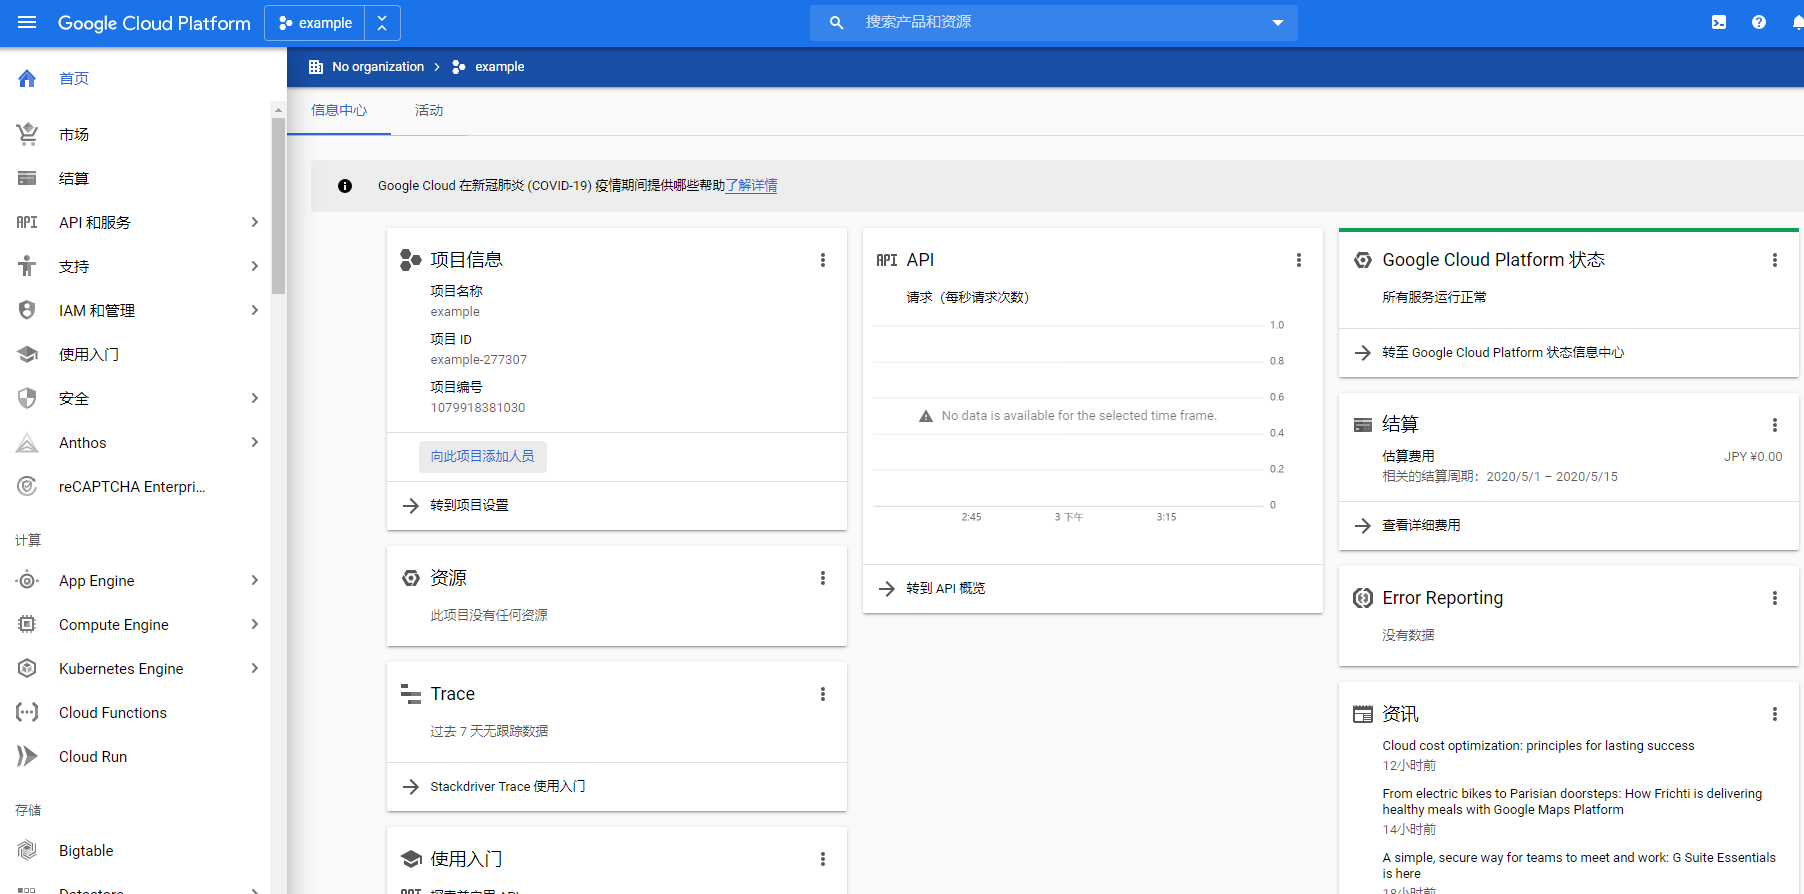 Google Cloud Platform
example
搜索产品和资源
首页
市场
结算
API 和服务
支持
IAM 和管理
使用入门
安全
Anthos
reCAPTCHA Enterpri...
计算
App Engine
Compute Engine
Kubernetes Engine
Cloud Functions
Cloud Run
存储
Bigtable
Datastore
No organization
example
信息中心
活动
Google Cloud 在新冠肺炎 (COVID-19) 疫情期间提供哪些帮助了解详情
项目信息
项目名称
example
项目 ID
example-277307
项目编号
1079918381030
向此项目添加人员
转到项目设置
资源
此项目没有任何资源
Trace
过去 7 天无跟踪数据
Stackdriver Trace 使用入门
使用入门
API 探索并启用 API
API API
请求（每秒请求次数）
1.0
0.8
0.6
No data is available for the selected time frame.
0.4
0.2
0
2:45
3 下午
3:15
转到 API 概览
Google Cloud Platform 状态
所有服务运行正常
转至 Google Cloud Platform 状态信息中心
结算
估算费用 JPY ¥0.00
相关的结算周期：2020/5/1 – 2020/5/15
查看详细费用
Error Reporting
没有数据
资讯
Cloud cost optimization: principles for lasting success
12小时前
From electric bikes to Parisian doorsteps: How Frichti is delivering
healthy meals with Google Maps Platform
14小时前
A simple, secure way for teams to meet and work: G Suite Essentials
is here
18小时前